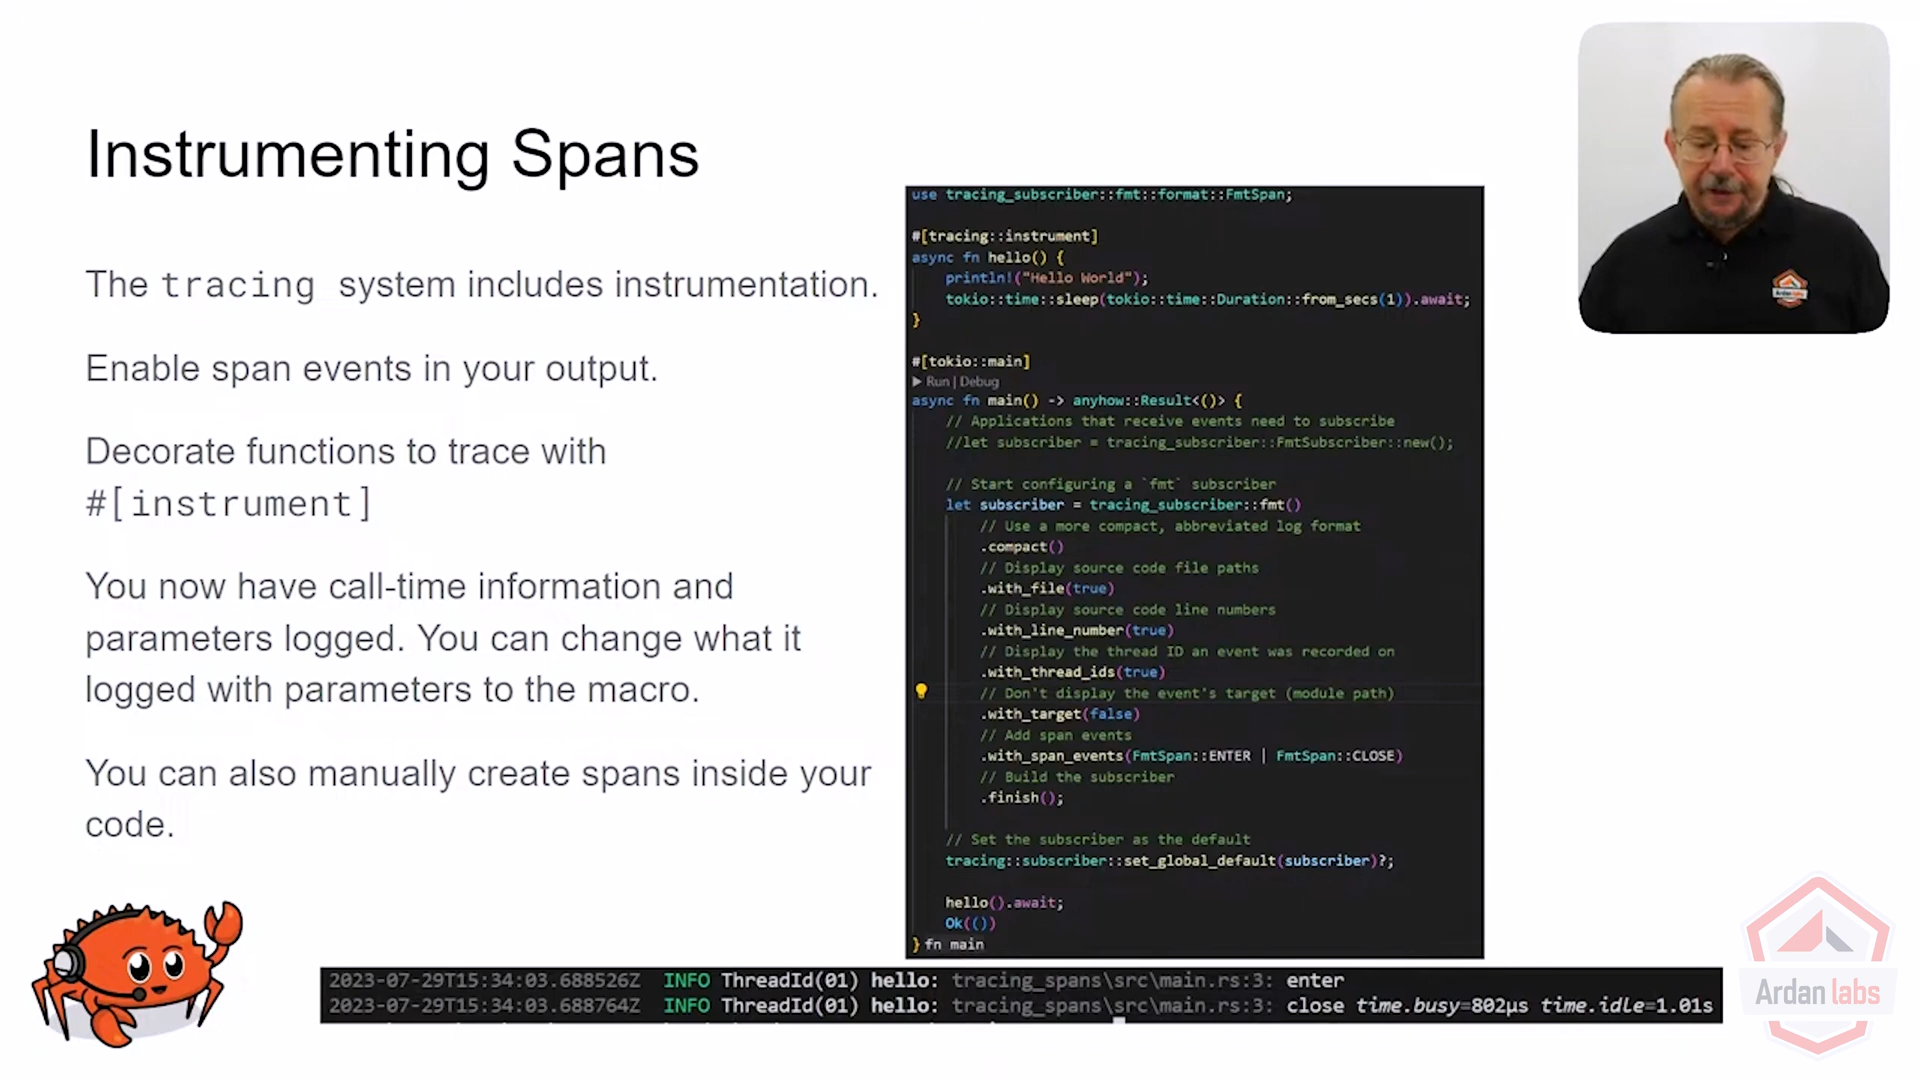 Instrumenting Spans
The tracing system includes instrumentation.
Enable span events in your output.
Decorate functions to trace with
#[instrument]
You now have call-time information and
parameters logged. You can change what it
logged with parameters to the macro.
You can also manually create spans inside your
code.
use tracing_subscriber::fmt::format::FmtSpan;
#[tracing::instrument]
async fn hello() {
println!("Hello World");
tokio::time::sleep(tokio::time::Duration::from_secs(1)).await;
}
#[tokio::main]
▶ Run | Debug
async fn main() -> anyhow::Result<()> {
// Applications that receive events need to subscribe
//let subscriber = tracing_subscriber::FmtSubscriber::new();
// Start configuring a `fmt` subscriber
let subscriber = tracing_subscriber::fmt()
// Use a more compact, abbreviated log format
.compact()
// Display source code file paths
.with_file(true)
// Display source code line numbers
.with_line_number(true)
// Display the thread ID an event was recorded on
.with_thread_ids(true)
// Don't display the event's target (module path)
.with_target(false)
// Add span events
.with_span_events(FmtSpan::ENTER | FmtSpan::CLOSE)
// Build the subscriber
.finish();
// Set the subscriber as the default
tracing::subscriber::set_global_default(subscriber)?;
hello().await;
Ok(())
} fn main
2023-07-29T15:34:03.688526Z INFO ThreadId(01) hello: tracing_spans\src\main.rs:3: enter
2023-07-29T15:34:03.688764Z INFO ThreadId(01) hello: tracing_spans\src\main.rs:3: close time.busy=802µs time.idle=1.01s
Ardan labs
Ardan labs